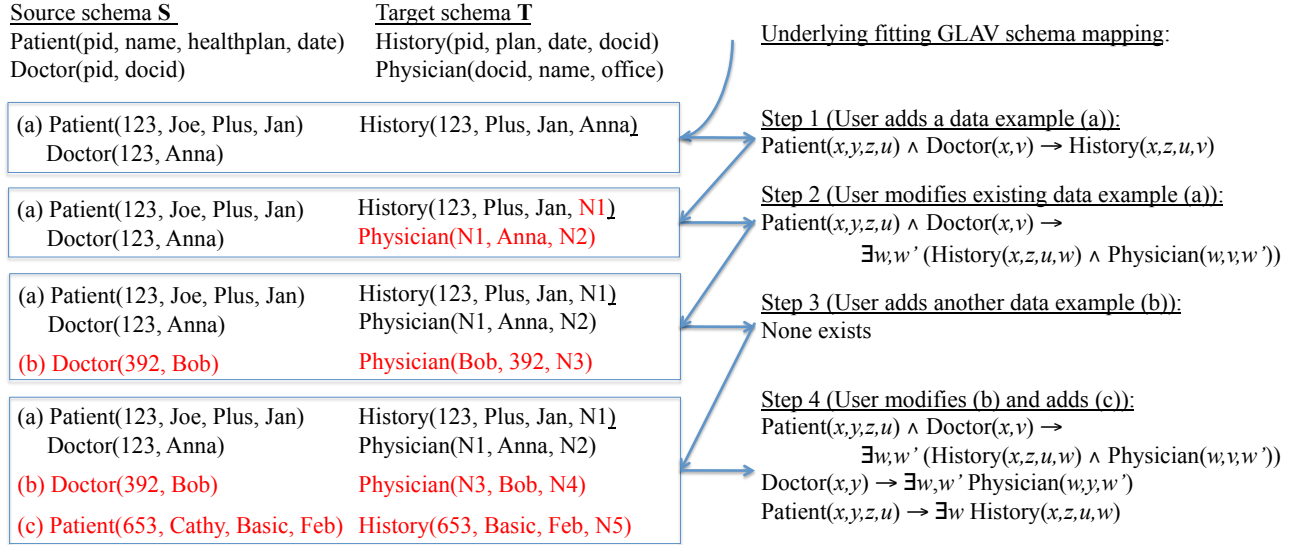 Source schema S
Target schema T
Patient(pid, name, healthplan, date)
History(pid, plan, date, docid)
Doctor(pid, docid)
Physician(docid, name, office)
Underlying fitting GLAV schema mapping:
(a) Patient(123, Joe, Plus, Jan)
History(123, Plus, Jan, Anna)
Doctor(123, Anna)
Step 1 (User adds a data example (a)):
Patient(x,y,z,u) ∧ Doctor(x,v) → History(x,z,u,v)
(a) Patient(123, Joe, Plus, Jan)
History(123, Plus, Jan, N1)
Doctor(123, Anna)
Physician(N1, Anna, N2)
Step 2 (User modifies existing data example (a)):
Patient(x,y,z,u) ∧ Doctor(x,v) →
∃w,w’ (History(x,z,u,w) ∧ Physician(w,v,w’))
(a) Patient(123, Joe, Plus, Jan)
History(123, Plus, Jan, N1)
Doctor(123, Anna)
Physician(N1, Anna, N2)
(b) Doctor(392, Bob)
Physician(Bob, 392, N3)
Step 3 (User adds another data example (b)):
None exists
(a) Patient(123, Joe, Plus, Jan)
History(123, Plus, Jan, N1)
Doctor(123, Anna)
Physician(N1, Anna, N2)
(b) Doctor(392, Bob)
Physician(N3, Bob, N4)
(c) Patient(653, Cathy, Basic, Feb)
History(653, Basic, Feb, N5)
Step 4 (User modifies (b) and adds (c)):
Patient(x,y,z,u) ∧ Doctor(x,v) →
∃w,w’ (History(x,z,u,w) ∧ Physician(w,v,w’))
Doctor(x,y) → ∃w,w’ Physician(w,y,w’)
Patient(x,y,z,u) → ∃w History(x,z,u,w)